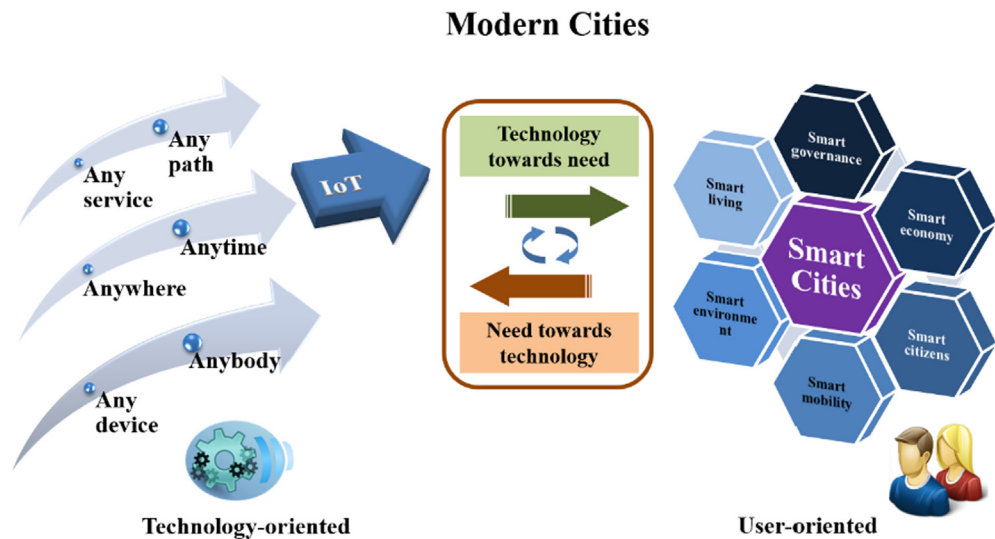 Modern Cities
Any
path
Any
service
Anytime
Anywhere
Anybody
Any
device
Technology-oriented
IoT
Technology
towards need
Need towards
technology
Smart
governance
Smart
living
Smart
economy
Smart
Cities
Smart
environme
nt
Smart
citizens
Smart
mobility
User-oriented